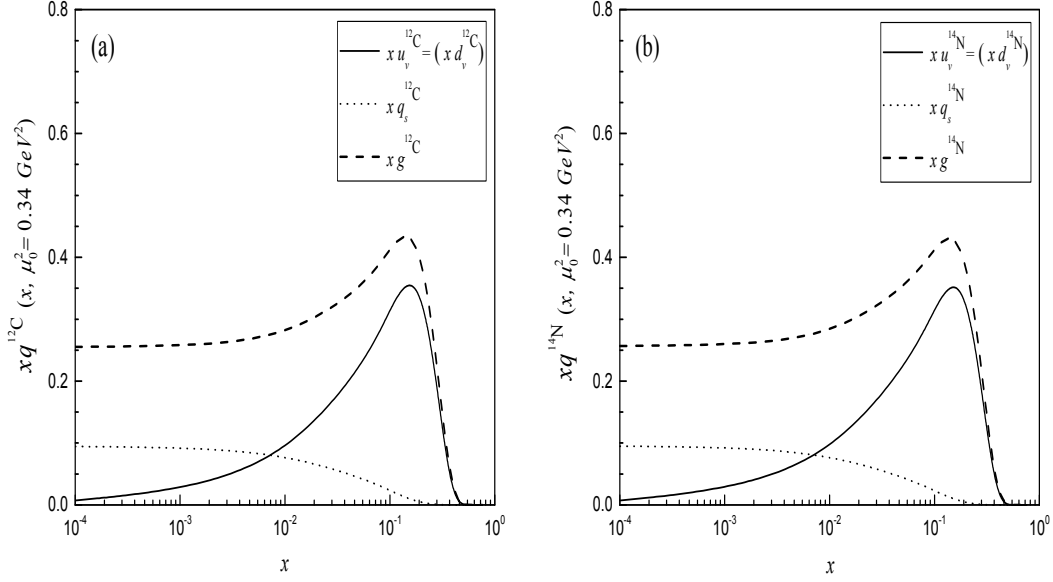 (a)
x u_v^12C = (x d_v^12C)
x q_s^12C
x g^12C
xq^12C (x, μ_0^2= 0.34 GeV^2)
0.8
0.6
0.4
0.2
0.0
10^-4
10^-3
10^-2
10^-1
10^0
x
(b)
x u_v^14N = (x d_v^14N)
x q_s^14N
x g^14N
xq^14N (x, μ_0^2= 0.34 GeV^2)
0.8
0.6
0.4
0.2
0.0
10^-4
10^-3
10^-2
10^-1
10^0
x